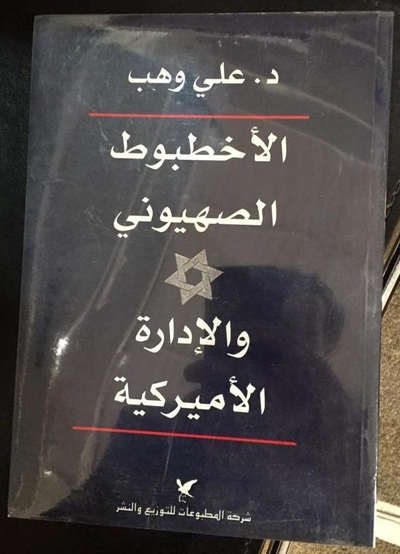 د. علي وهب
الأخطبوط
الصهيوني
والإدارة
الأميركية
شركة المطبوعات للتوزيع والنشر